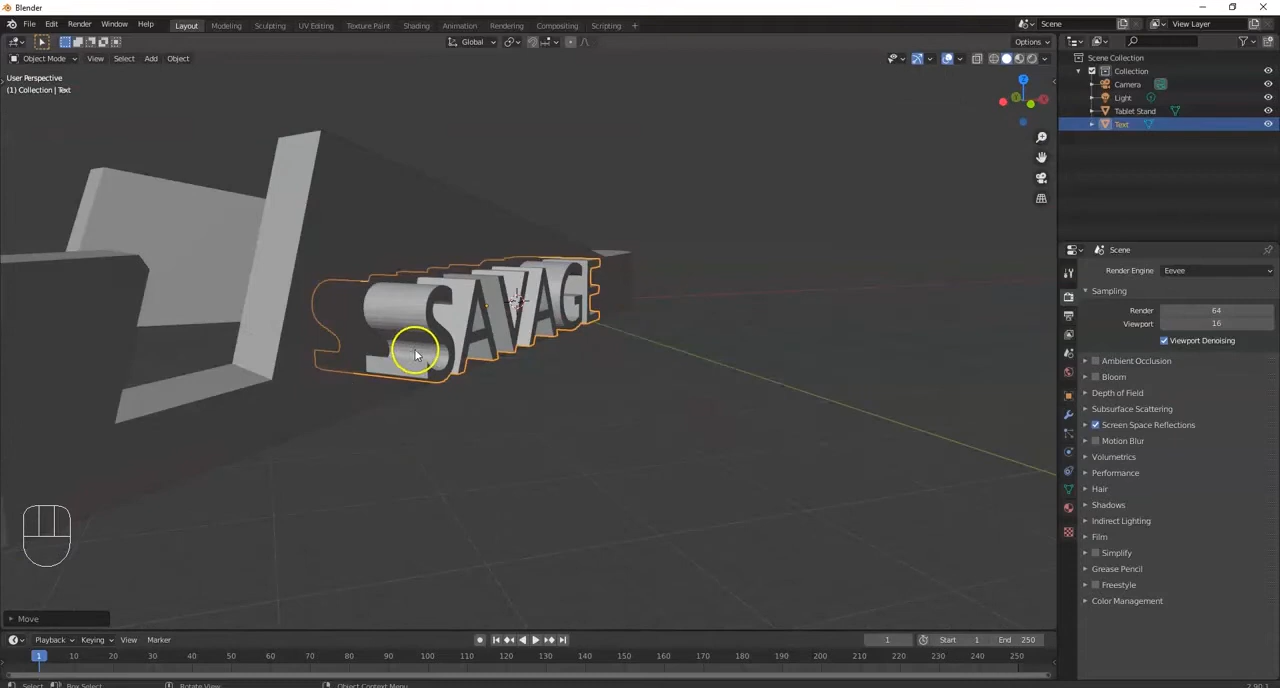 Blender
File Edit Render Window Help Layout Modeling Sculpting UV Editing Texture Paint Shading Animation Rendering Compositing Scripting + Scene View Layer
Global Options
Object Mode View Select Add Object
User Perspective
(1) Collection | Text
Z
Scene Collection
Collection
Camera
Light
Tablet Stand
Text
SAVAGE
Scene
Render Engine Eevee
Sampling
Render 64
Viewport 16
Viewport Denoising
Ambient Occlusion
Bloom
Depth of Field
Subsurface Scattering
Screen Space Reflections
Motion Blur
Volumetrics
Performance
Hair
Shadows
Indirect Lighting
Film
Simplify
Grease Pencil
Freestyle
Color Management
Move
Playback Keying View Marker 1 Start 1 End 250
1 10 20 30 40 50 60 70 80 90 100 110 120 130 140 150 160 170 180 190 200 210 220 230 240 250
Select Box Select Rotate View Object Context Menu 2.90.1